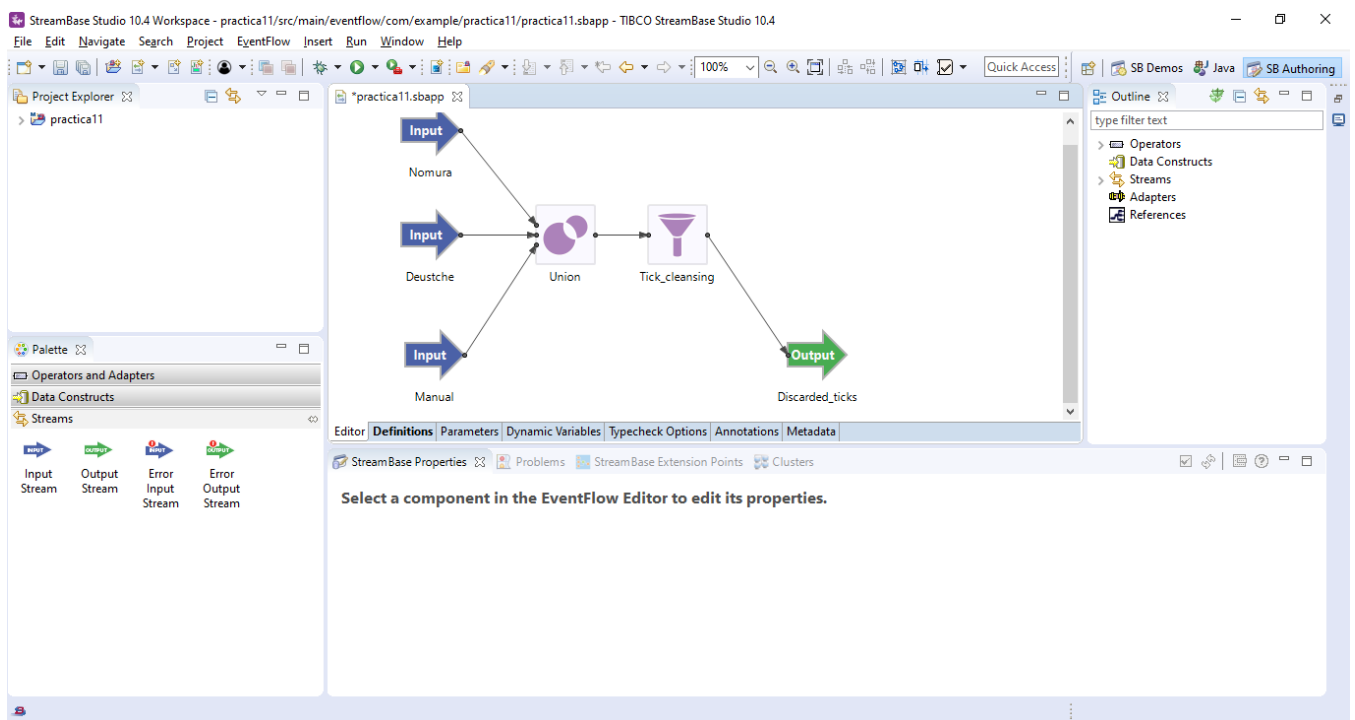 StreamBase Studio 10.4 Workspace - practica11/src/main/eventflow/com/example/practica11/practica11.sbapp - TIBCO StreamBase Studio 10.4
File Edit Navigate Search Project EventFlow Insert Run Window Help
100% Quick Access SB Demos Java SB Authoring
Project Explorer
practica11
*practica11.sbapp
Input
Nomura
Input
Deustche
Union
Tick_cleansing
Input
Manual
Output
Discarded_ticks
Editor Definitions Parameters Dynamic Variables Typecheck Options Annotations Metadata
Outline
type filter text
Operators
Data Constructs
Streams
Adapters
References
Palette
Operators and Adapters
Data Constructs
Streams
INPUT OUTPUT INPUT OUTPUT
Input Stream
Output Stream
Error Input Stream
Error Output Stream
StreamBase Properties Problems StreamBase Extension Points Clusters
Select a component in the EventFlow Editor to edit its properties.